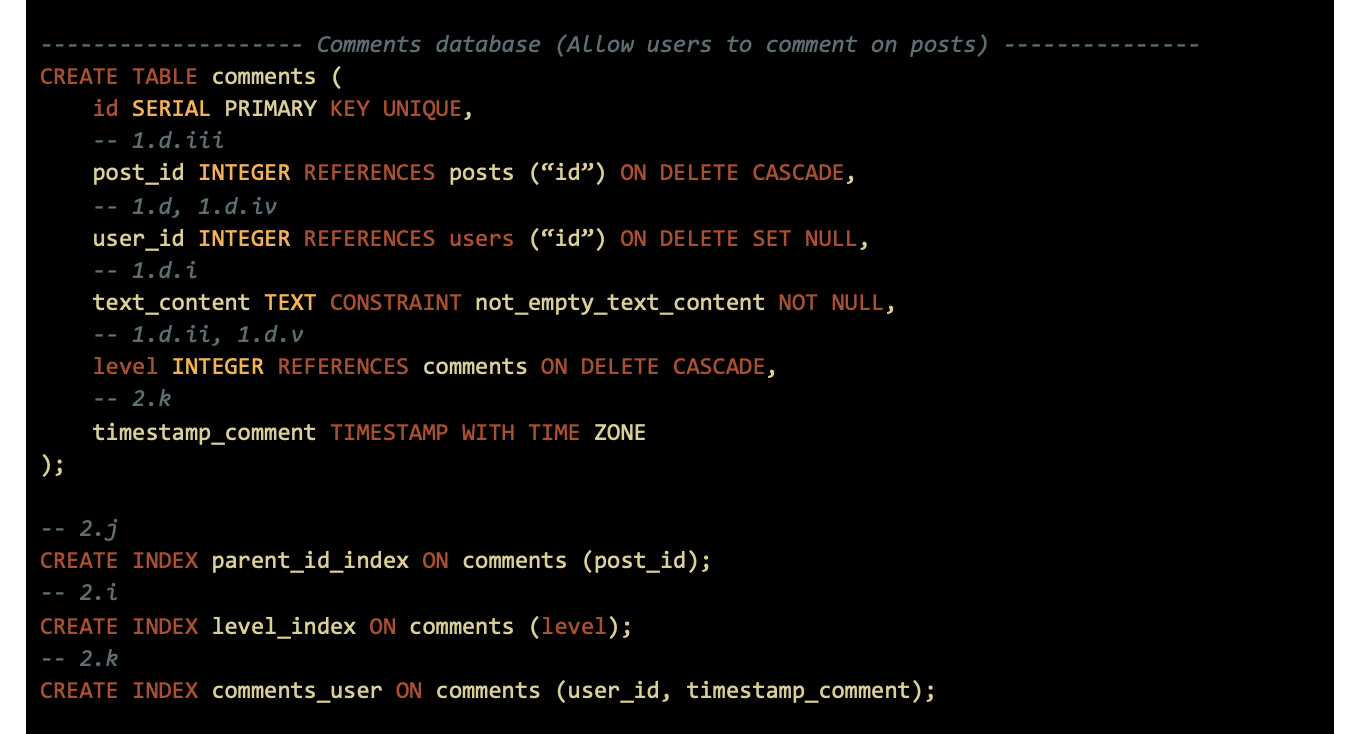 -------------------- Comments database (Allow users to comment on posts) ---------------
CREATE TABLE comments (
    id SERIAL PRIMARY KEY UNIQUE,
    -- 1.d.iii
    post_id INTEGER REFERENCES posts (“id”) ON DELETE CASCADE,
    -- 1.d, 1.d.iv
    user_id INTEGER REFERENCES users (“id”) ON DELETE SET NULL,
    -- 1.d.i
    text_content TEXT CONSTRAINT not_empty_text_content NOT NULL,
    -- 1.d.ii, 1.d.v
    level INTEGER REFERENCES comments ON DELETE CASCADE,
    -- 2.k
    timestamp_comment TIMESTAMP WITH TIME ZONE
);
-- 2.j
CREATE INDEX parent_id_index ON comments (post_id);
-- 2.i
CREATE INDEX level_index ON comments (level);
-- 2.k
CREATE INDEX comments_user ON comments (user_id, timestamp_comment);